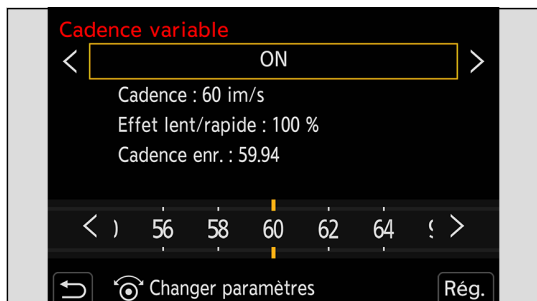 Cadence variable
ON
Cadence : 60 im/s
Effet lent/rapide : 100 %
Cadence enr. : 59.94
56 58 60 62 64
Changer paramètres
Rég.